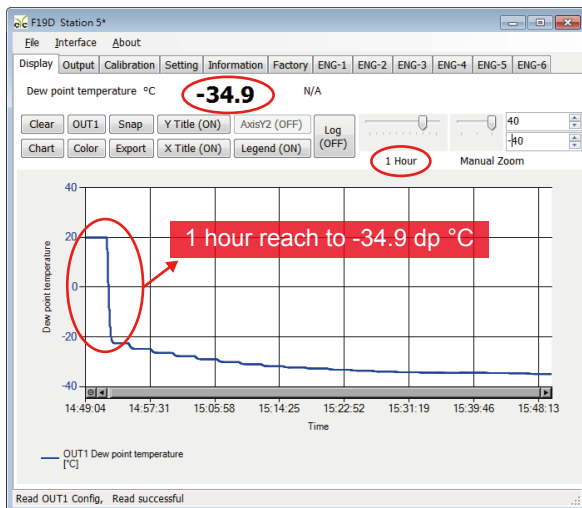 F19D Station 5*
File Interface About
Display Output Calibration Setting Information Factory ENG-1 ENG-2 ENG-3 ENG-4 ENG-5 ENG-6
Dew point temperature °C -34.9 N/A
Clear OUT1 Snap Y Title (ON) AxisY2 (OFF) Log (OFF) 40
Chart Color Export X Title (ON) Legend (ON) -40
1 Hour Manual Zoom
40
20
0
-20
-40
Dew point temperature
1 hour reach to -34.9 dp °C
14:49:04 14:57:31 15:05:58 15:14:25 15:22:52 15:31:19 15:39:46 15:48:13
Time
OUT1 Dew point temperature
[°C]
Read OUT1 Config, Read successful